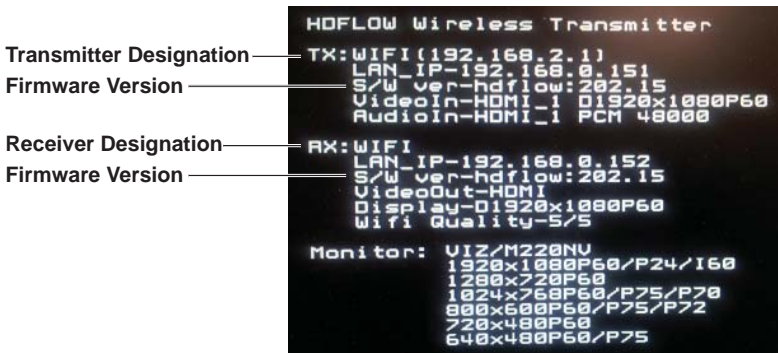 HDFLOW Wireless Transmitter
Transmitter Designation
TX:WIFI(192.168.2.1)
LAN_IP-192.168.0.151
Firmware Version
S/W ver-hdflow:202.15
VideoIn-HDMI_1 D1920x1080P60
AudioIn-HDMI_1 PCM 48000
Receiver Designation
RX:WIFI
LAN_IP-192.168.0.152
Firmware Version
S/W ver-hdflow:202.15
VideoOut-HDMI
Display-D1920x1080P60
Wifi Quality-5/5
Monitor: VIZ/M220NV
1920x1080P60/P24/I60
1280x720P60
1024x768P60/P75/P70
800x600P60/P75/P72
720x480P60
640x480P60/P75